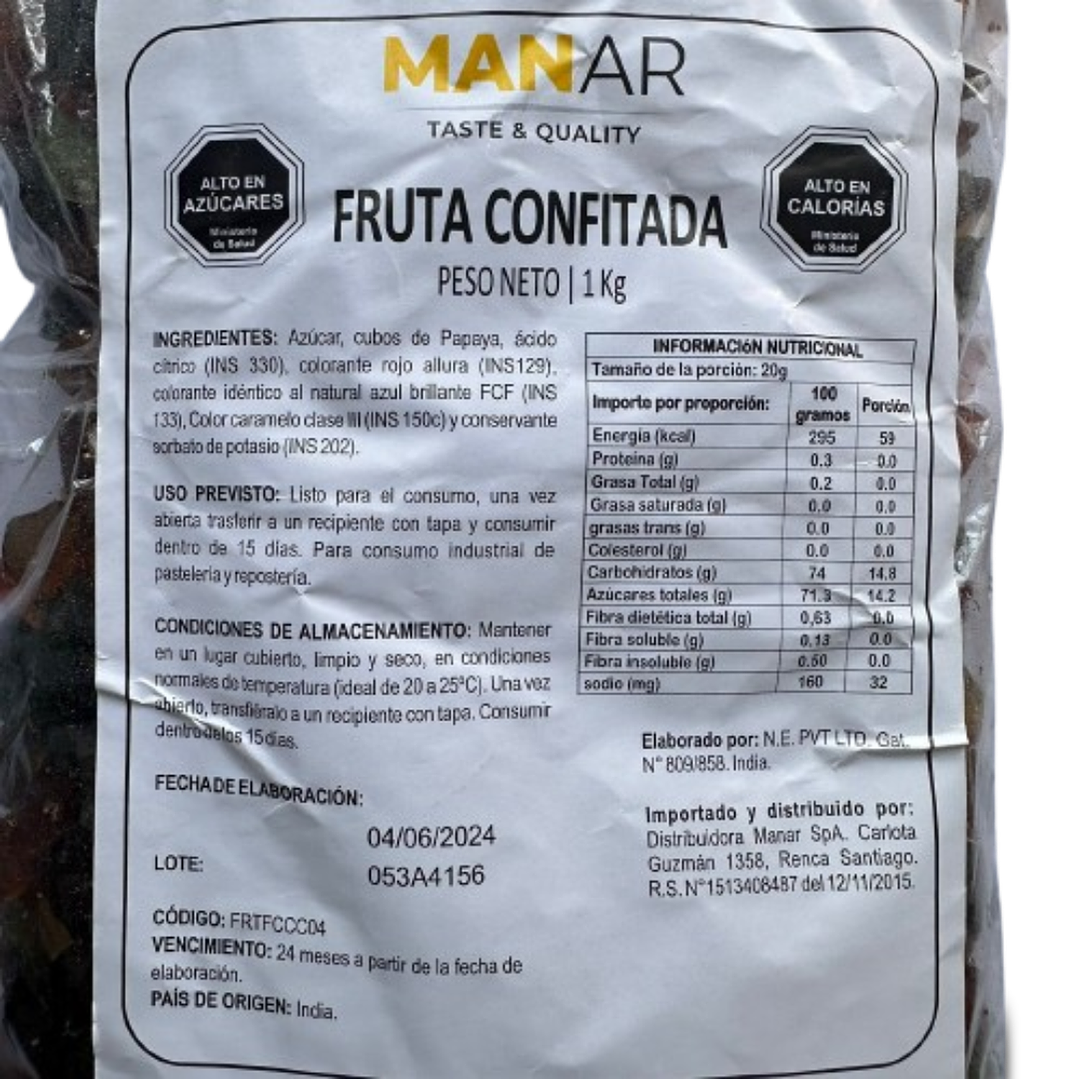 MANAR
TASTE & QUALITY
ALTO EN
AZÚCARES
Ministerio
de Salud
FRUTA CONFITADA
PESO NETO | 1 Kg
ALTO EN
CALORÍAS
Ministerio
de Salud
INGREDIENTES: Azúcar, cubos de Papaya, ácido
cítrico (INS 330), colorante rojo allura (INS129),
colorante idéntico al natural azul brillante FCF (INS
133), Color caramelo clase III (INS 150c) y conservante
sorbato de potasio (INS 202).
USO PREVISTO: Listo para el consumo, una vez
abierta trasferir a un recipiente con tapa y consumir
dentro de 15 días. Para consumo industrial de
pastelería y repostería.
CONDICIONES DE ALMACENAMIENTO: Mantener
en un lugar cubierto, limpio y seco, en condiciones
normales de temperatura (ideal de 20 a 25ºC). Una vez
abierto, transfiéralo a un recipiente con tapa. Consumir
dentro de los 15 días.
FECHA DE ELABORACIÓN:
04/06/2024
LOTE: 053A4156
CÓDIGO: FRTFCCC04
VENCIMIENTO: 24 meses a partir de la fecha de
elaboración.
PAÍS DE ORIGEN: India.
INFORMACIÓN NUTRICIONAL
Tamaño de la porción: 20g
Importe por proporción: 100 gramos Porción
Energía (kcal) 295 59
Proteina (g) 0.3 0.0
Grasa Total (g) 0.2 0.0
Grasa saturada (g) 0.0 0.0
grasas trans (g) 0.0 0.0
Colesterol (g) 0.0 0.0
Carbohidratos (g) 74 14.8
Azúcares totales (g) 71.3 14.2
Fibra dietética total (g) 0,63 0.0
Fibra soluble (g) 0,13 0.0
Fibra insoluble (g) 0.50 0.0
sodio (mg) 160 32
Elaborado por: N.E. PVT LTD. Gat.
N° 809/858. India.
Importado y distribuido por:
Distribuidora Manar SpA. Carlota
Guzmán 1358, Renca Santiago.
R.S. N°1513408487 del 12/11/2015.